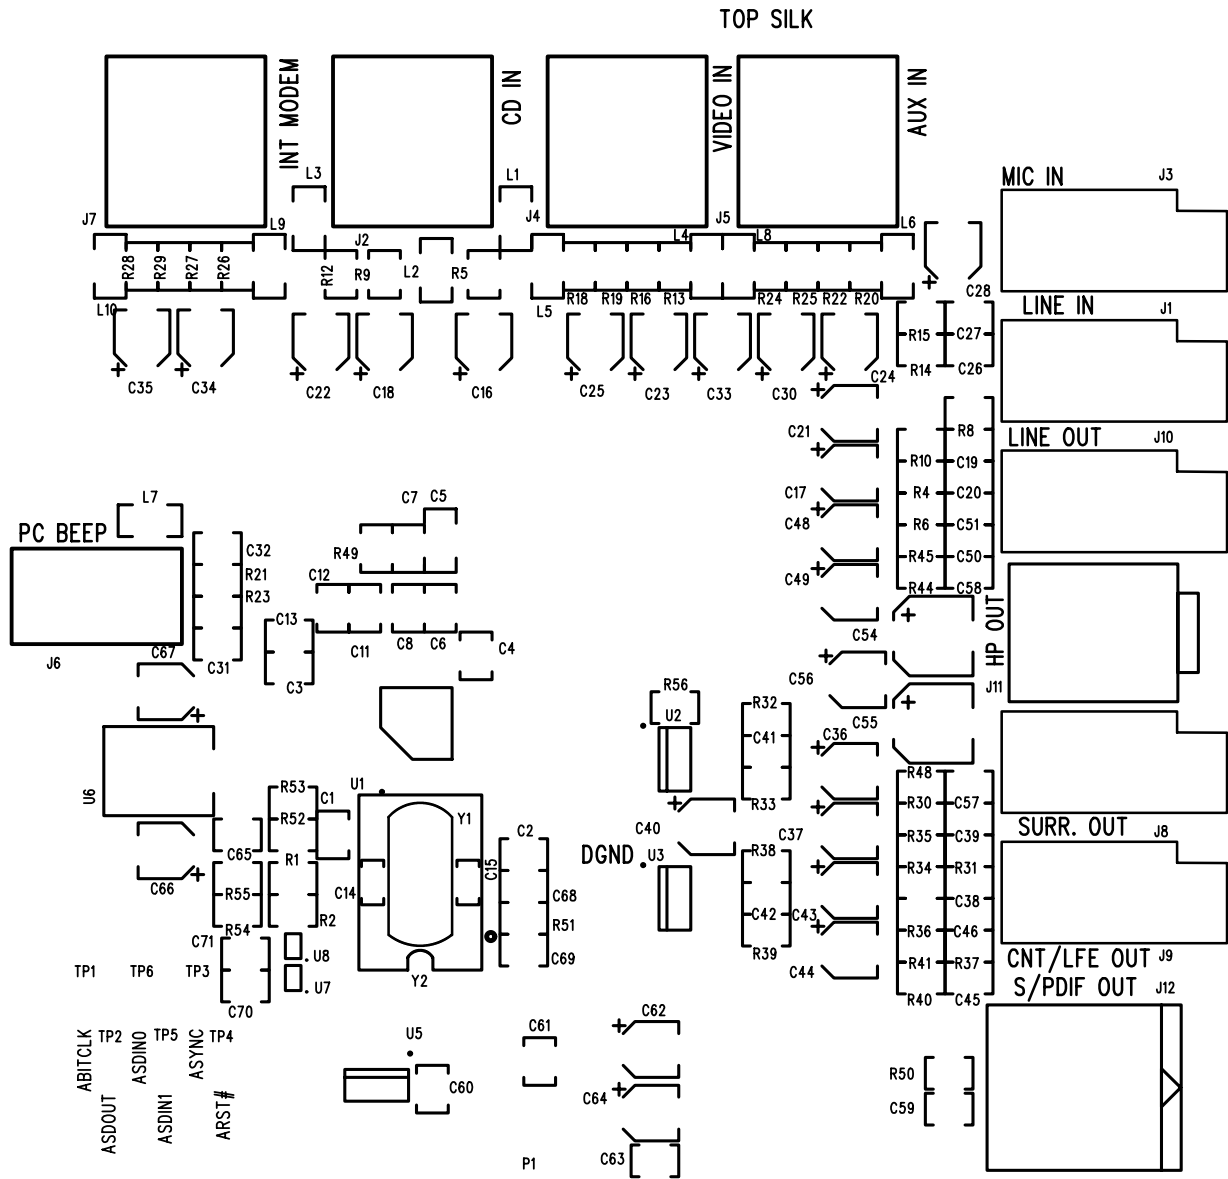 TOP SILK
INT MODEM
CD IN
VIDEO IN
AUX IN
L3
L1
MIC IN
J3
J7
L9
J2
J4
L4
J5
L8
L6
R28
R29
R27
R26
R12
R9
L2
R5
L10
L5
R18
R19
R16
R13
R24
R25
R22
R20
C28
LINE IN
J1
R15
C27
R14
C26
C35
C34
C22
C18
C16
C25
C23
C33
C30
C24
C21
R8
LINE OUT
J10
R10
C19
C17
R4
C20
C48
R6
C51
L7
C7
C5
PC BEEP
C32
R49
R45
C50
R21
C12
C49
R44
C58
R23
C13
C11
C8
C6
C4
C54
HP OUT
J6
C67
C31
C3
C56
J11
R56
U2
R32
C55
C41
C36
U6
R53
C1
U1
R48
R33
R30
C57
R52
Y1
C2
C40
C37
R35
C39
SURR. OUT
J8
C65
R1
C15
DGND
U3
R38
R34
R31
C66
R55
C14
C68
C38
R54
R2
R51
C42
C43
R36
C46
C71
U8
C69
R39
TP1
TP6
TP3
U7
Y2
C44
R41
R37
CNT/LFE OUT
J9
C70
R40
C45
S/PDIF OUT
J12
ABITCLK
TP2
ASDIN0
TP5
ASYNC
TP4
U5
C61
C62
R50
ASDOUT
ASDIN1
ARST#
C60
C64
C59
P1
C63